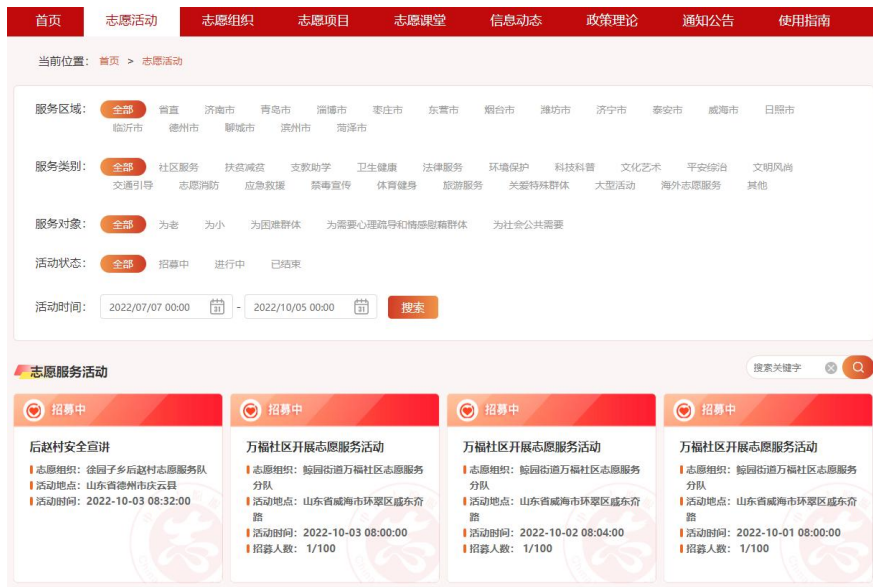 首页 志愿活动 志愿组织 志愿项目 志愿课堂 信息动态 政策理论 通知公告 使用指南
当前位置： 首页 > 志愿活动
服务区域： 全部 省直 济南市 青岛市 淄博市 枣庄市 东营市 烟台市 潍坊市 济宁市 泰安市 威海市 日照市
临沂市 德州市 聊城市 滨州市 菏泽市
服务类别： 全部 社区服务 扶贫减贫 支教助学 卫生健康 法律服务 环境保护 科技科普 文化艺术 平安综治 文明风尚
交通引导 志愿消防 应急救援 禁毒宣传 体育健身 旅游服务 关爱特殊群体 大型活动 海外志愿服务 其他
服务对象： 全部 为老 为小 为困难群体 为需要心理疏导和情感慰藉群体 为社会公共需要
活动状态： 全部 招募中 进行中 已结束
活动时间： 2022/07/07 00:00 31 - 2022/10/05 00:00 31 搜索
志愿服务活动 搜索关键字
招募中 招募中 招募中 招募中
后赵村安全宣讲
志愿组织：徐园子乡后赵村志愿服务队
活动地点：山东省德州市庆云县
活动时间：2022-10-03 08:32:00
万福社区开展志愿服务活动
志愿组织：鲸园街道万福社区志愿服务
分队
活动地点：山东省威海市环翠区戚东夼
路
活动时间：2022-10-03 08:00:00
招募人数： 1/100
万福社区开展志愿服务活动
志愿组织：鲸园街道万福社区志愿服务
分队
活动地点：山东省威海市环翠区戚东夼
路
活动时间：2022-10-02 08:04:00
招募人数： 1/100
万福社区开展志愿服务活动
志愿组织：鲸园街道万福社区志愿服务
分队
活动地点：山东省威海市环翠区戚东夼
路
活动时间：2022-10-01 08:00:00
招募人数： 1/100